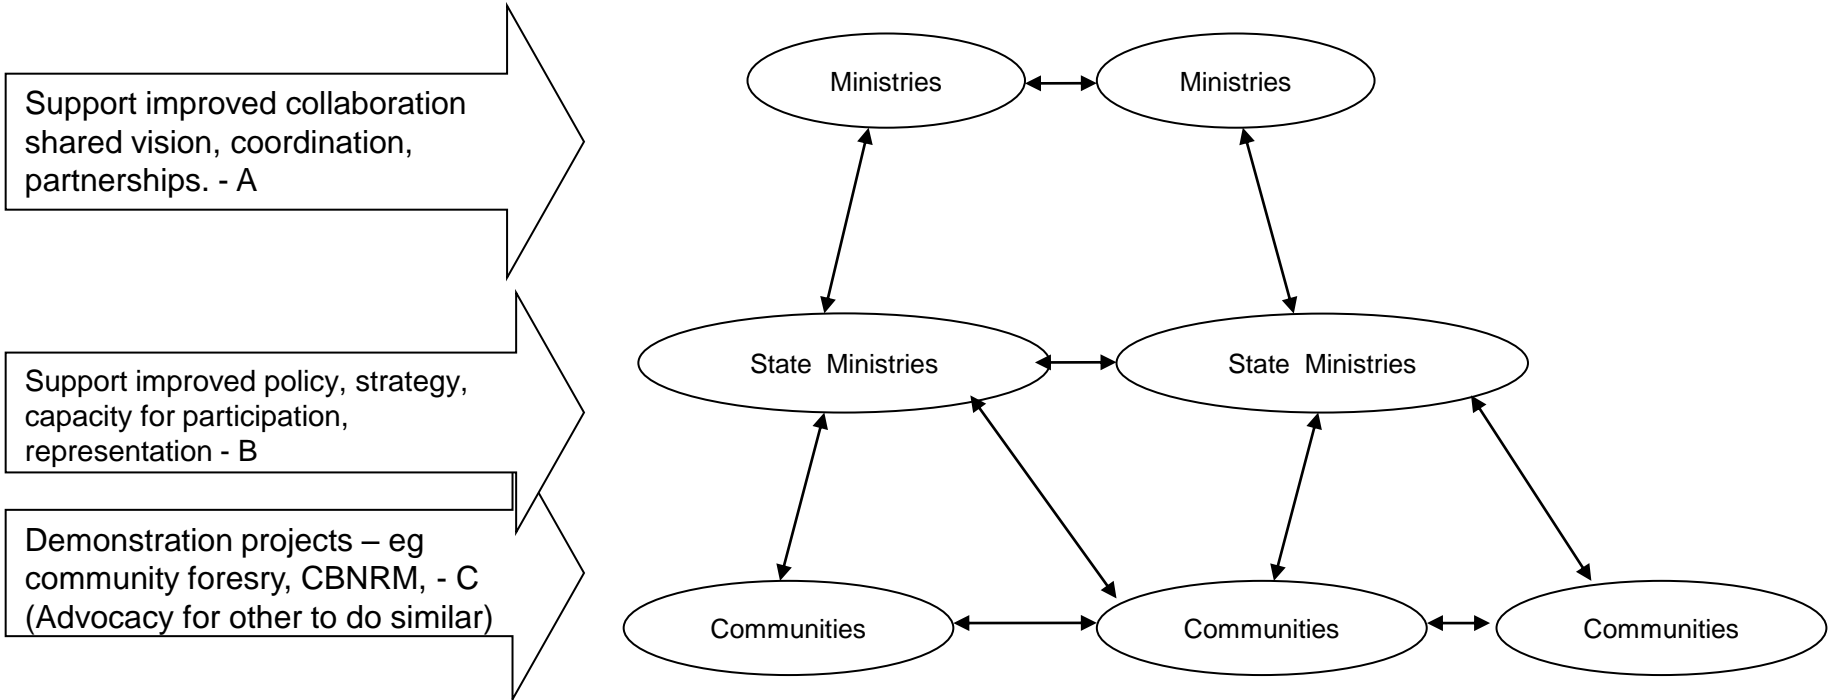 Support improved collaboration
shared vision, coordination,
partnerships. - A
Ministries
Ministries
Support improved policy, strategy,
capacity for participation,
representation - B
State  Ministries
State  Ministries
Demonstration projects – eg
community foresry, CBNRM, - C
(Advocacy for other to do similar)
Communities
Communities
Communities